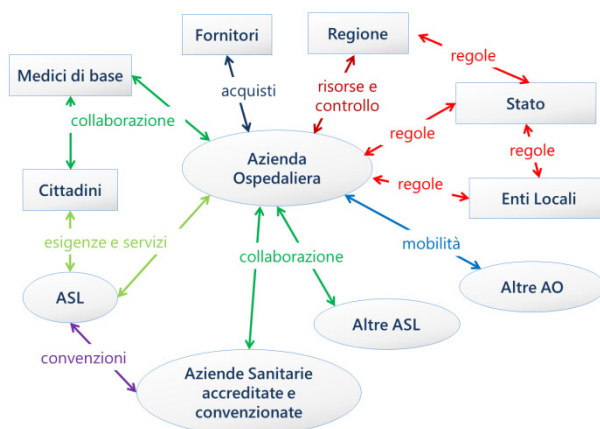 Fornitori
Regione
regole
Medici di base
acquisti
risorse e
controllo
Stato
collaborazione
regole
Azienda
Ospedaliera
regole
Cittadini
regole
Enti Locali
esigenze e servizi
mobilità
collaborazione
ASL
Altre AO
Altre ASL
convenzioni
Aziende Sanitarie
accreditate e
convenzionate